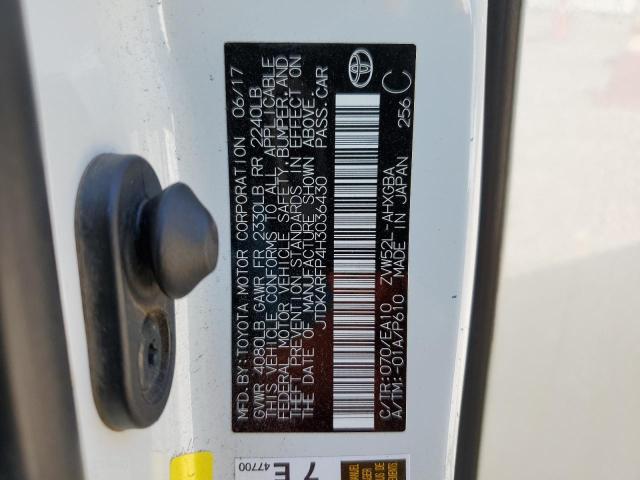 MFD.BY:TOYOTA MOTOR CORPORATION 06/17
GVWR 4080LB GAWR FR 2330LB RR 2240LB
THIS VEHICLE CONFORMS TO ALL APPLICABLE
FEDERAL MOTOR VEHICLE SAFETY,BUMPER,AND
THEFT PREVENTION STANDARDS IN EFFECT ON
THE DATE OF MANUFACTURE SHOWN ABOVE.
JTDKARFP4H3036430 PASS.CAR
C/TR:070/EA10 ZVW52L-AHXGBA
A/TM:-01A/P610 MADE IN JAPAN 256 C
47700
7E
MANUEL